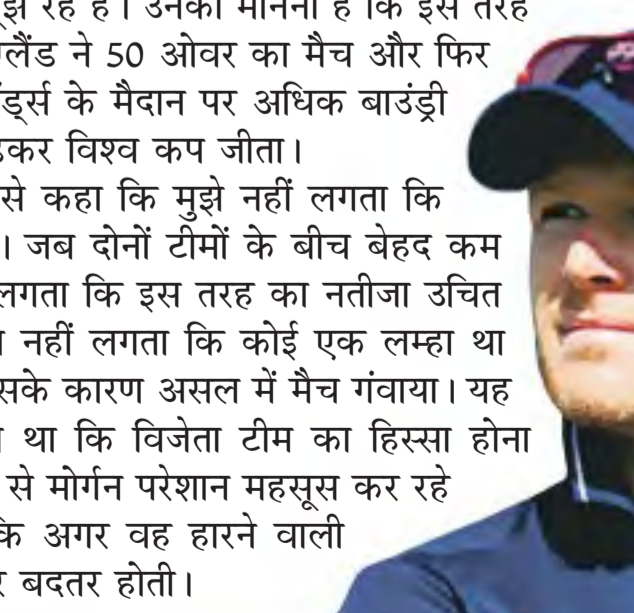 रहे हैं। उनका मानना है कि इस तरह
ने 50 ओवर का मैच और फिर
के मैदान पर अधिक बाउंड्री
विश्व कप जीता।
से कहा कि मुझे नहीं लगता कि
। जब दोनों टीमों के बीच बेहद कम
लगता कि इस तरह का नतीजा उचित
नहीं लगता कि कोई एक लम्हा था
कारण असल में मैच गंवाया। यह
था कि विजेता टीम का हिस्सा होना
से मोर्गन परेशान महसूस कर रहे
कि अगर वह हारने वाली
बदतर होती।